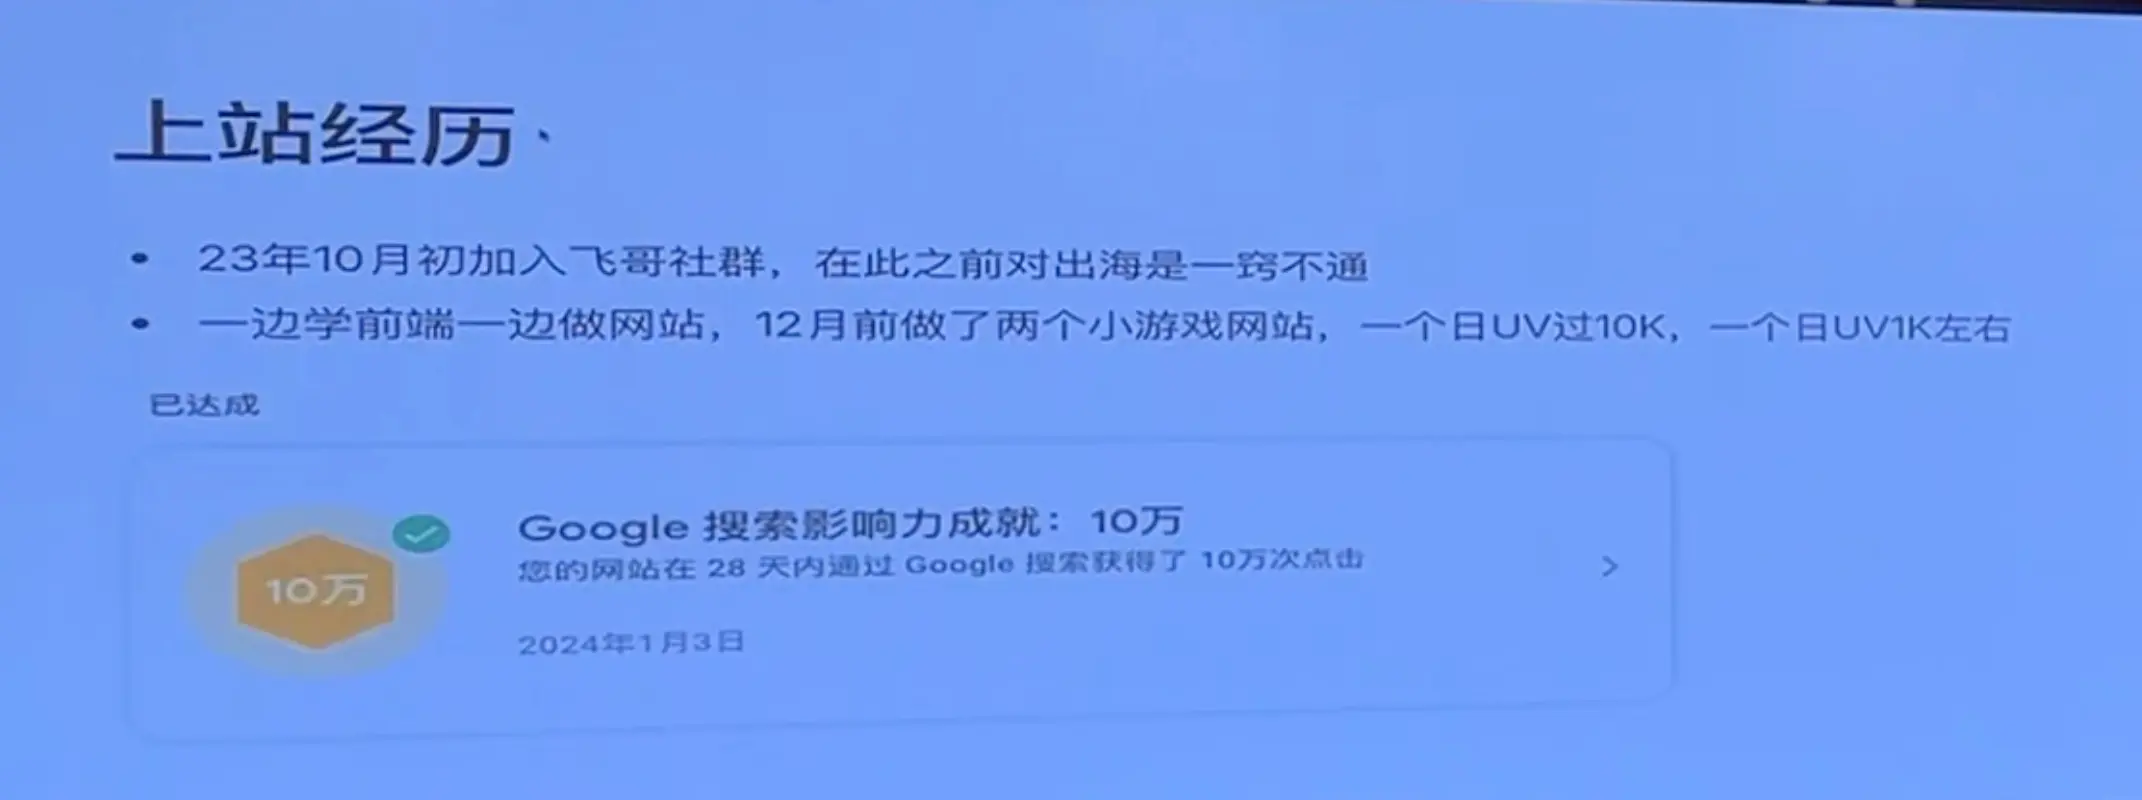 上站经历
• 23年10月初加入飞哥社群，在此之前对出海是一窍不通
• 一边学前端一边做网站，12月前做了两个小游戏网站，一个日UV过10K，一个日UV1K左右
已达成
10万
Google 搜索影响力成就：10万
您的网站在 28 天内通过 Google 搜索获得了 10万次点击
2024年1月3日